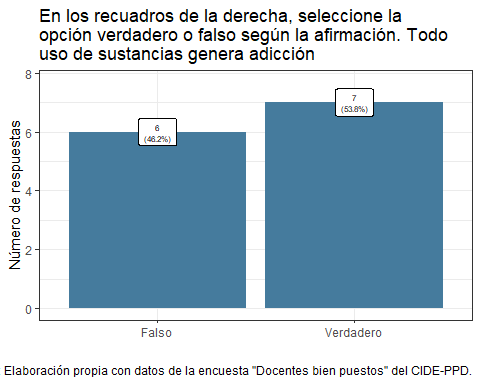 En los recuadros de la derecha, seleccione la
opción verdadero o falso según la afirmación. Todo
uso de sustancias genera adicción
Número de respuestas
8
6
4
2
0
6
(46.2%)
7
(53.8%)
Falso
Verdadero
Elaboración propia con datos de la encuesta "Docentes bien puestos" del CIDE-PPD.